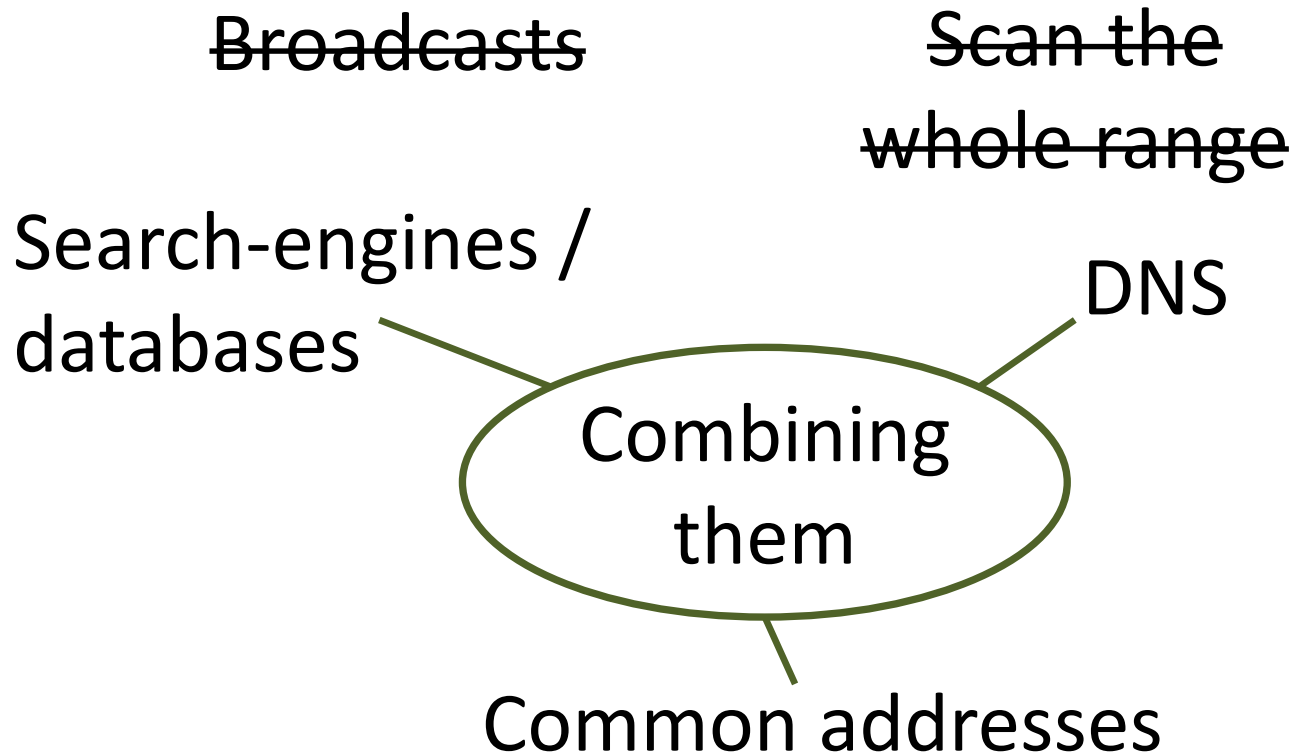 Broadcasts
Scan the
whole range
Search-engines /
databases
DNS
Combining
them
Common addresses